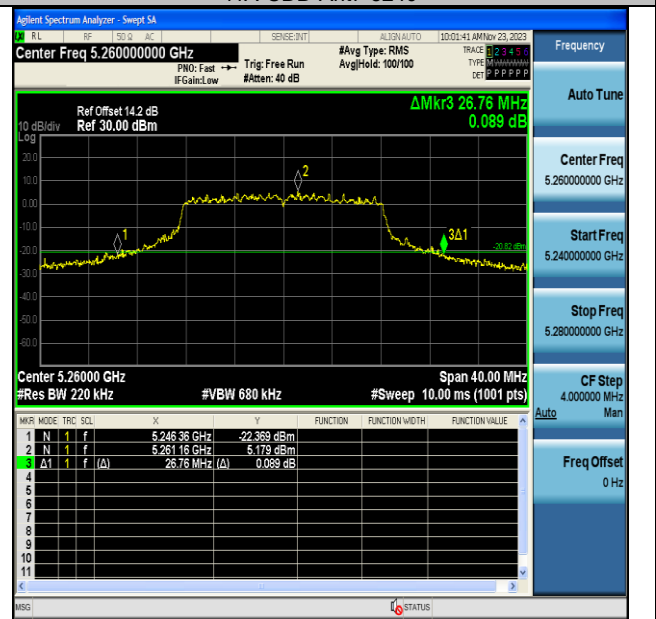 Agilent Spectrum Analyzer - Swept SA
RL RF 50 Ω AC SENSE:INT ALIGN AUTO 10:01:41 AM Nov 23, 2023
Center Freq 5.260000000 GHz
PNO: Fast Trig: Free Run
IFGain:Low #Atten: 40 dB
#Avg Type: RMS
Avg|Hold: 100/100
TRACE 1 2 3 4 5 6
TYPE M W W W W W
DET P P P P P P
Frequency
Auto Tune
Center Freq
5.260000000 GHz
Start Freq
5.240000000 GHz
Stop Freq
5.280000000 GHz
CF Step
4.000000 MHz
Auto Man
Freq Offset
0 Hz
ΔMkr3 26.76 MHz
0.089 dB
Ref Offset 14.2 dB
10 dB/div Ref 30.00 dBm
Log
20.0
10.0
0.00
-10.0
-20.0
-30.0
-40.0
-50.0
-60.0
1
2
3Δ1
-20.82 dBm
Center 5.26000 GHz Span 40.00 MHz
#Res BW 220 kHz #VBW 680 kHz #Sweep 10.00 ms (1001 pts)
MKR MODE TRC SCL X Y FUNCTION FUNCTION WIDTH FUNCTION VALUE
1 N 1 f 5.246 36 GHz -22.369 dBm
2 N 1 f 5.261 16 GHz 5.179 dBm
3 Δ1 1 f (Δ) 26.76 MHz (Δ) 0.089 dB
4
5
6
7
8
9
10
11
MSG STATUS